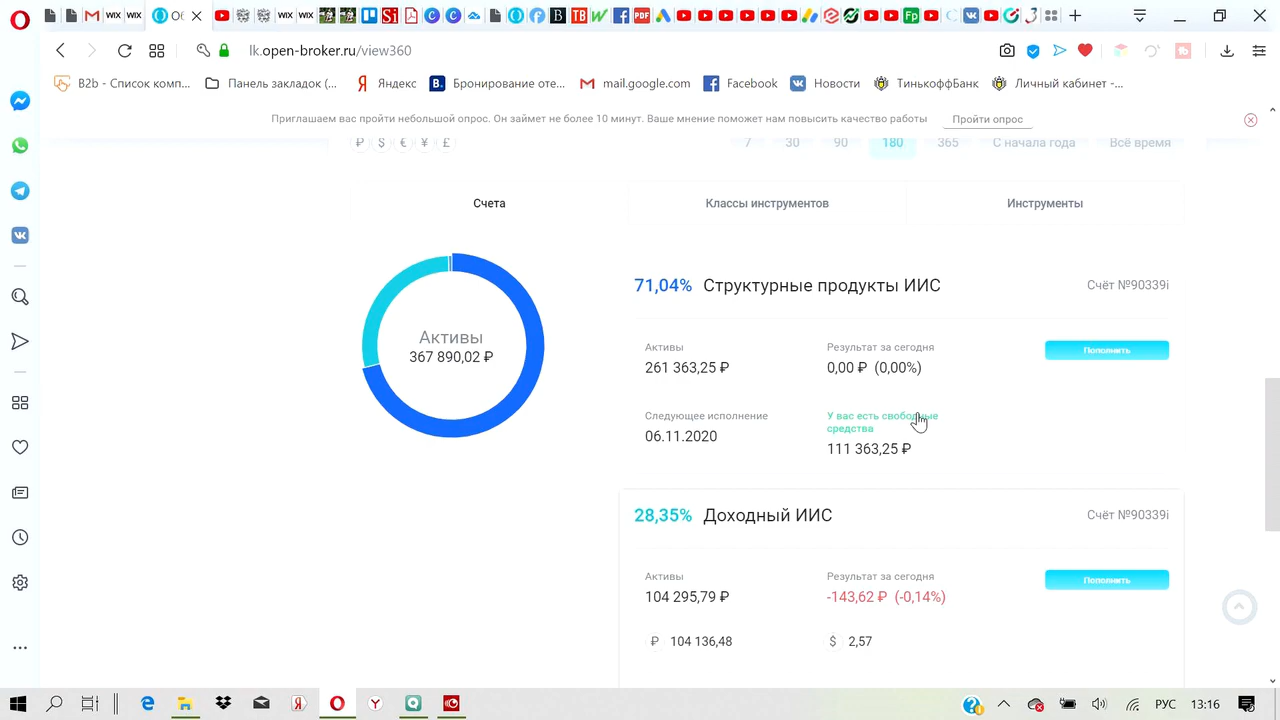 Об
WIX
WIX
WIX
WIX
lk.open-broker.ru/view360
B2b - Список комп...
Панель закладок (...
Яндекс
Бронирование оте...
mail.google.com
Facebook
Новости
ТинькоффБанк
Личный кабинет -...
Приглашаем вас пройти небольшой опрос. Он займет не более 10 минут. Ваше мнение поможет нам повысить качество работы
Пройти опрос
₽ $ € ¥ £
7 30 90 180 365 С начала года Всё время
Счета
Классы инструментов
Инструменты
Активы
367 890,02 ₽
71,04% Структурные продукты ИИС
Счёт №90339i
Активы
261 363,25 ₽
Результат за сегодня
0,00 ₽ (0,00%)
Пополнить
Следующее исполнение
06.11.2020
У вас есть свободные
средства
111 363,25 ₽
28,35% Доходный ИИС
Счёт №90339i
Активы
104 295,79 ₽
Результат за сегодня
-143,62 ₽ (-0,14%)
Пополнить
₽ 104 136,48
$ 2,57
РУС
13:16